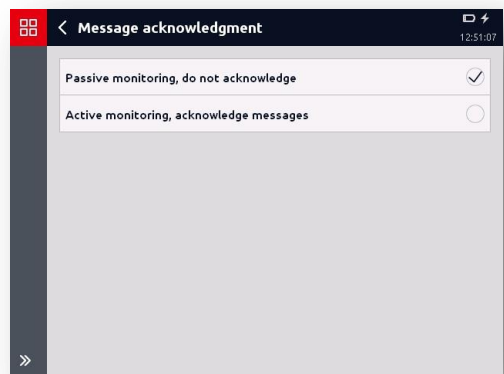 Message acknowledgment
12:51:07
Passive monitoring, do not acknowledge
Active monitoring, acknowledge messages